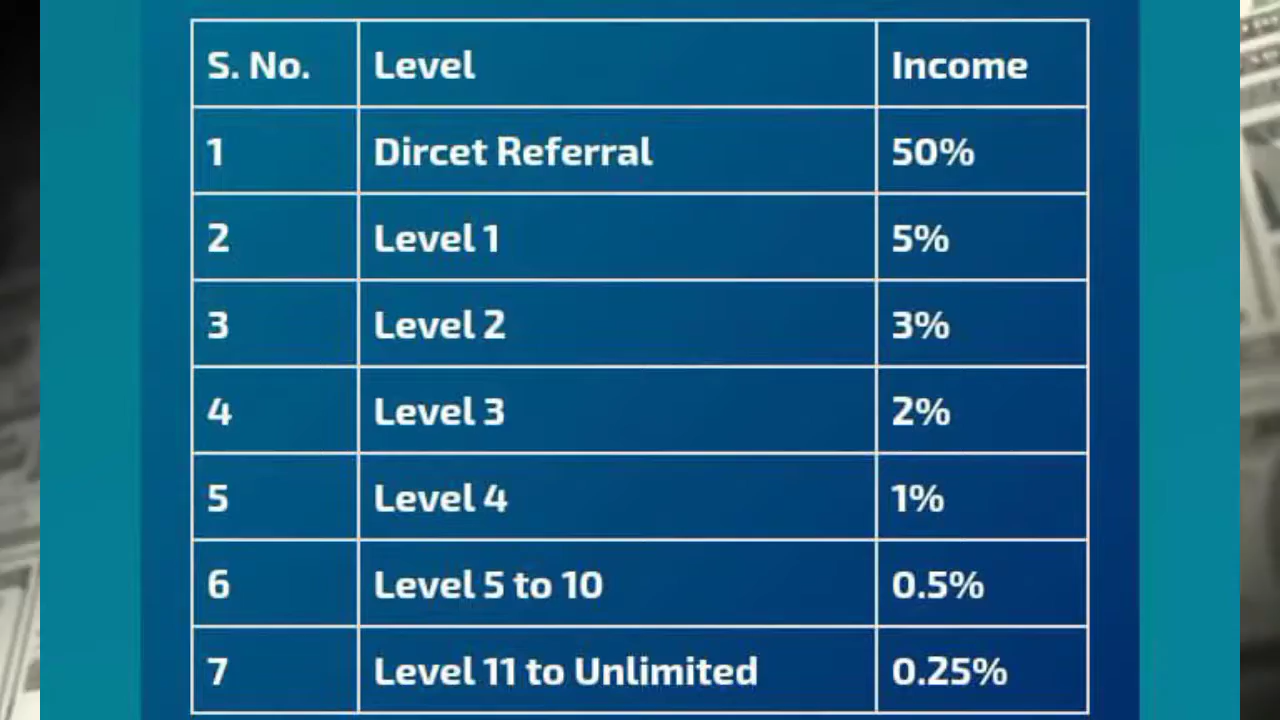 S. No. Level Income
1 Dircet Referral 50%
2 Level 1 5%
3 Level 2 3%
4 Level 3 2%
5 Level 4 1%
6 Level 5 to 10 0.5%
7 Level 11 to Unlimited 0.25%